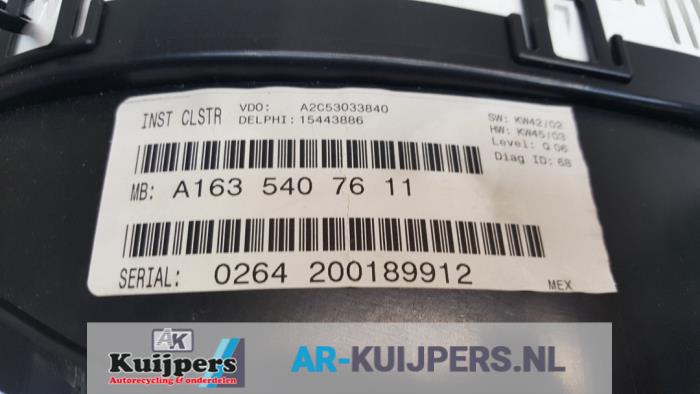 INST CLSTR
VDO: A2C53033840
DELPHI: 15443886
SW: KW42/02
HW: KW45/03
Level: Q 06
Diag ID: 68
MB: A163 540 76 11
SERIAL: 0264 200189912
MEX
AK
Kuijpers
Autorecycling & onderdelen
AR-KUIJPERS.NL